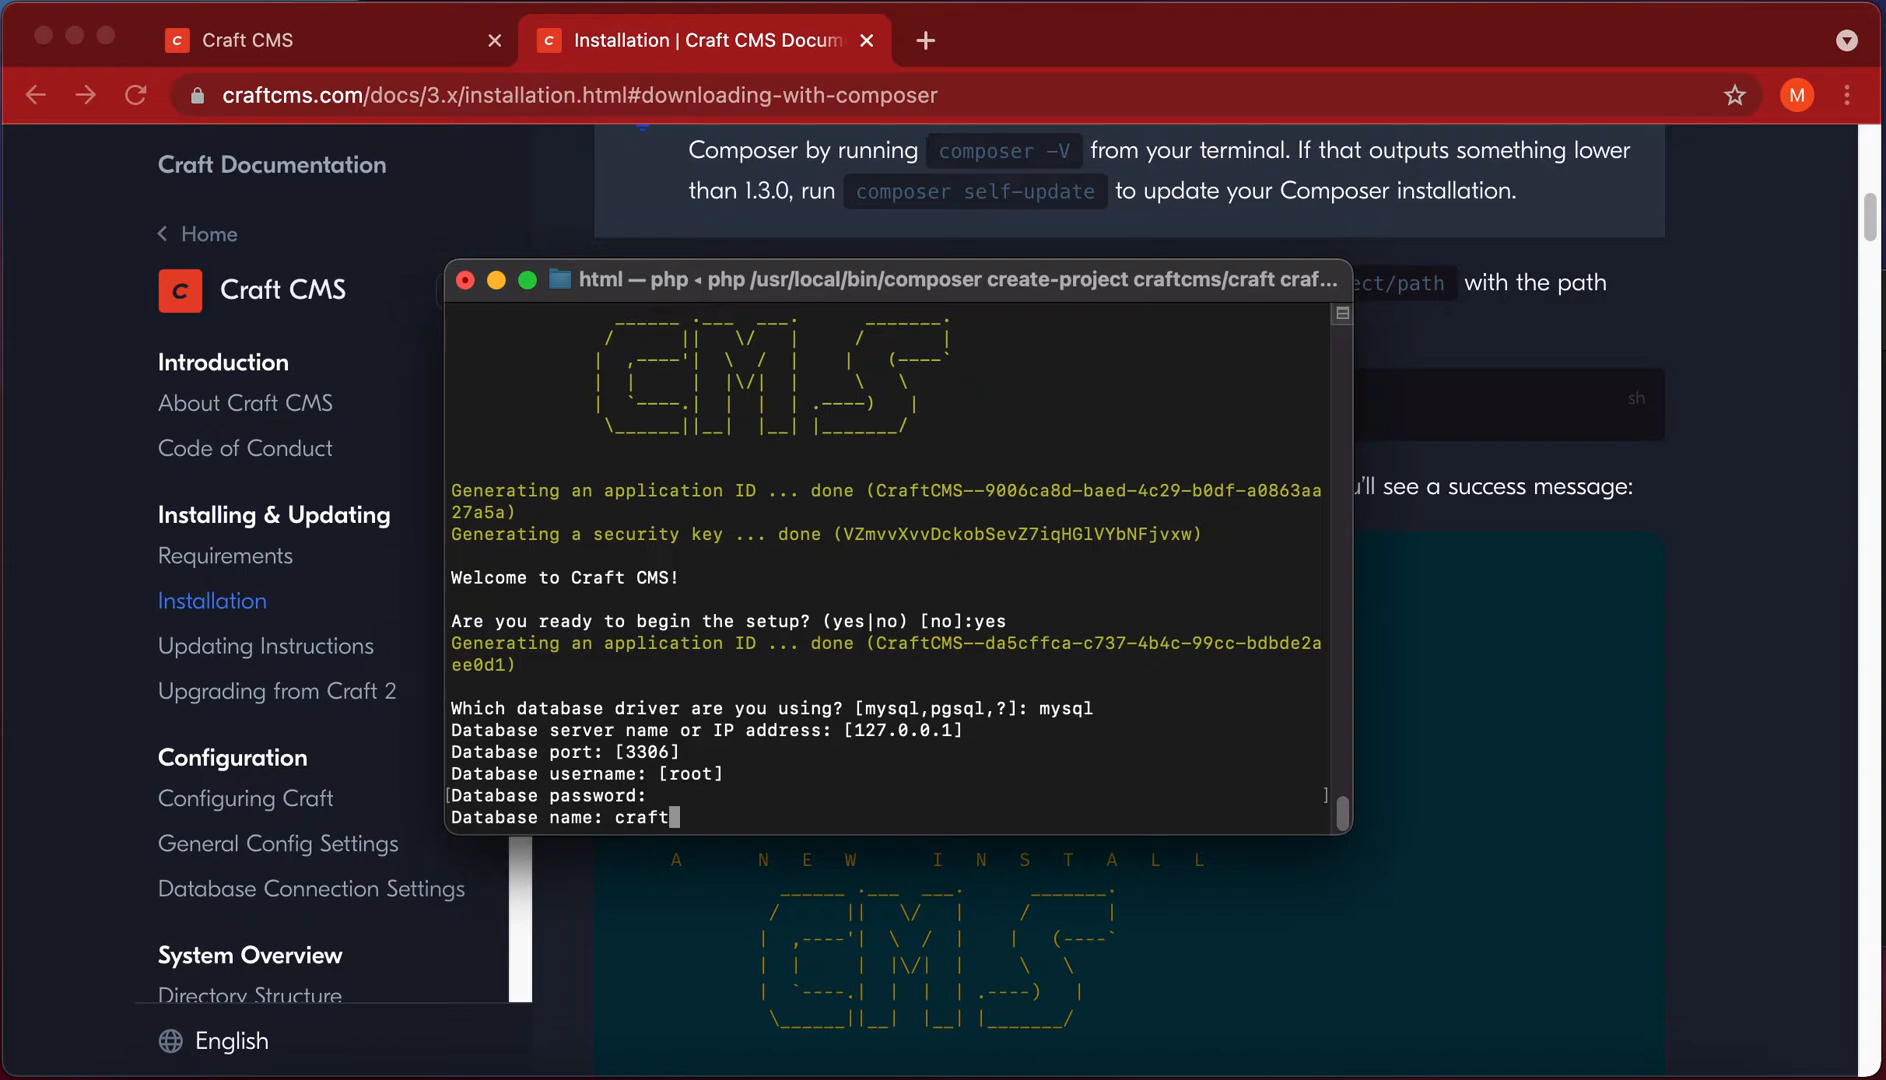 Craft CMS
Installation | Craft CMS Docum
craftcms.com/docs/3.x/installation.html#downloading-with-composer
M
Craft Documentation
Home
Craft CMS
Introduction
About Craft CMS
Code of Conduct
Installing & Updating
Requirements
Installation
Updating Instructions
Upgrading from Craft 2
Configuration
Configuring Craft
General Config Settings
Database Connection Settings
System Overview
Directory Structure
English
Composer by running composer -V from your terminal. If that outputs something lower
than 1.3.0, run composer self-update to update your Composer installation.
ect/path with the path
sh
'll see a success message:
html — php ◂ php /usr/local/bin/composer create-project craftcms/craft craf...
CMS
Generating an application ID ... done (CraftCMS--9006ca8d-baed-4c29-b0df-a0863aa
27a5a)
Generating a security key ... done (VZmvvXvvDckobSevZ7iqHGlVYbNFjvxw)
Welcome to Craft CMS!
Are you ready to begin the setup? (yes|no) [no]:yes
Generating an application ID ... done (CraftCMS--da5cffca-c737-4b4c-99cc-bdbde2a
ee0d1)
Which database driver are you using? [mysql,pgsql,?]: mysql
Database server name or IP address: [127.0.0.1]
Database port: [3306]
Database username: [root]
[Database password: ]
Database name: craft
A NEW INSTALL
CMS